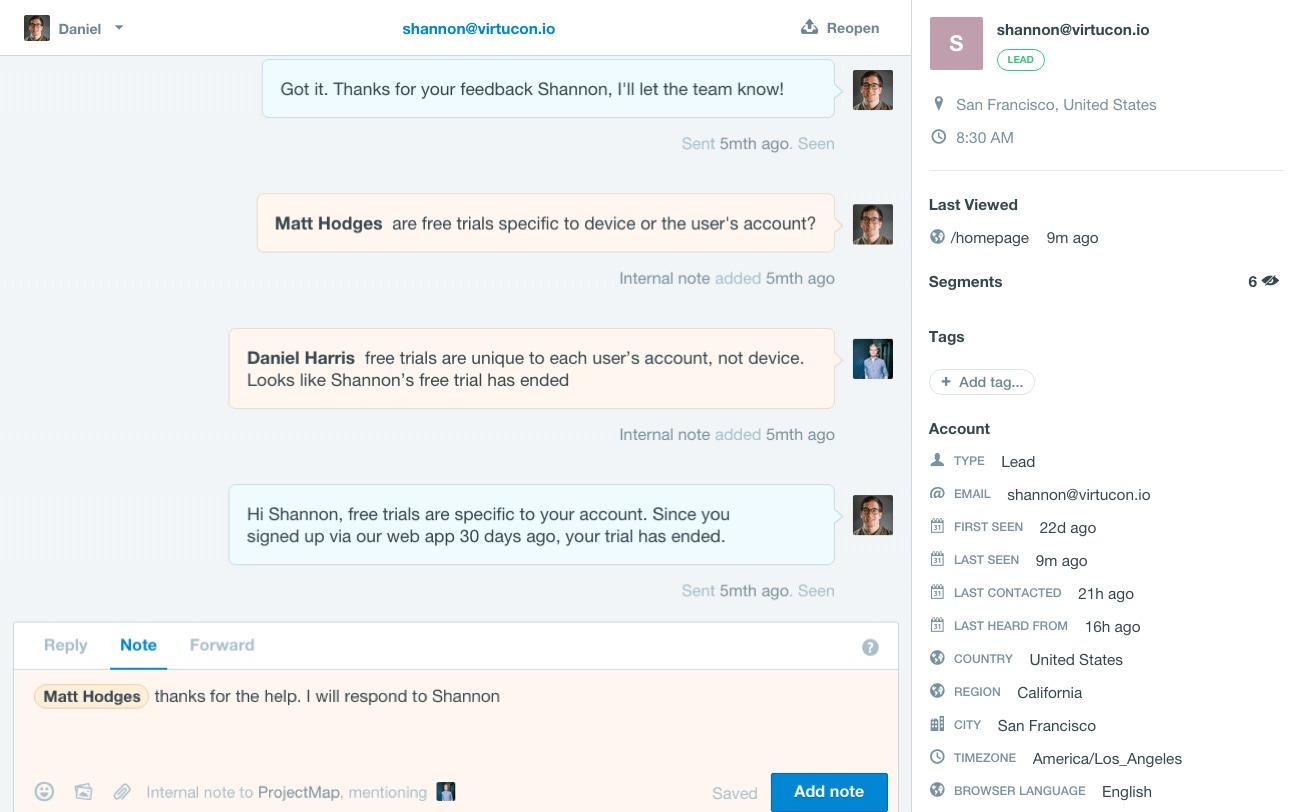 Daniel
shannon@virtucon.io
Reopen
Got it. Thanks for your feedback Shannon, I'll let the team know!
Sent 5mth ago. Seen
Matt Hodges are free trials specific to device or the user's account?
Internal note added 5mth ago
Daniel Harris free trials are unique to each user’s account, not device.
Looks like Shannon’s free trial has ended
Internal note added 5mth ago
Hi Shannon, free trials are specific to your account. Since you
signed up via our web app 30 days ago, your trial has ended.
Sent 5mth ago. Seen
Reply Note Forward ?
Matt Hodges thanks for the help. I will respond to Shannon
Internal note to ProjectMap, mentioning
Saved
Add note
S
shannon@virtucon.io
LEAD
San Francisco, United States
8:30 AM
Last Viewed
/homepage 9m ago
Segments 6
Tags
+ Add tag...
Account
TYPE Lead
EMAIL shannon@virtucon.io
31 FIRST SEEN 22d ago
31 LAST SEEN 9m ago
31 LAST CONTACTED 21h ago
31 LAST HEARD FROM 16h ago
COUNTRY United States
REGION California
CITY San Francisco
TIMEZONE America/Los_Angeles
BROWSER LANGUAGE English